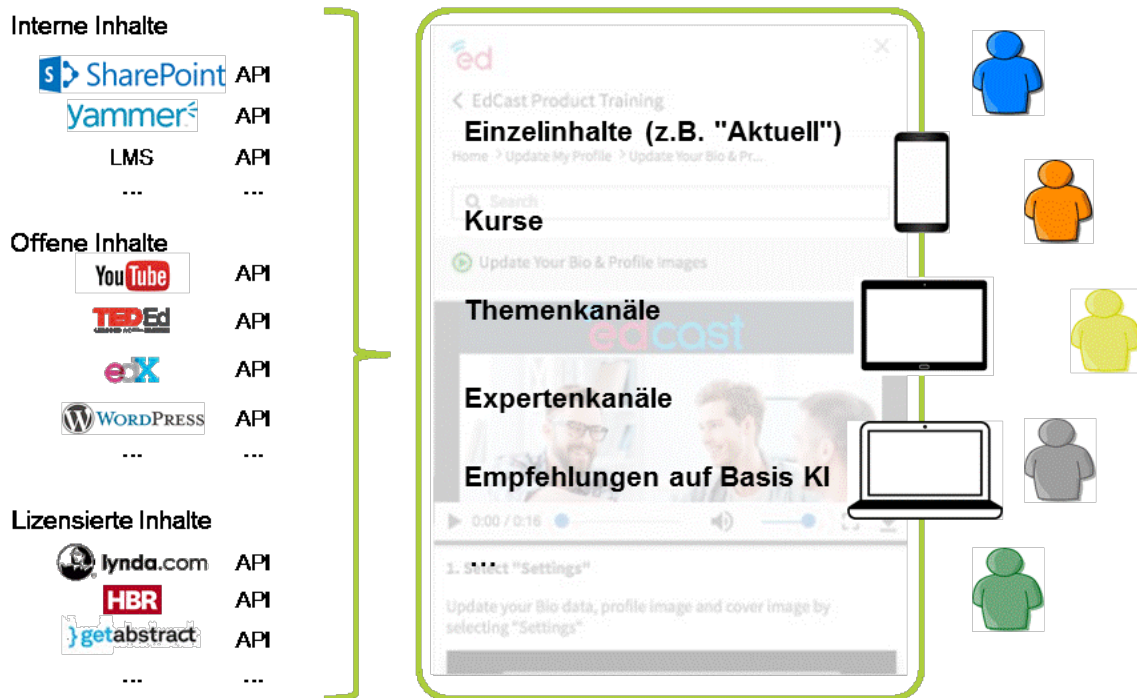 Interne Inhalte
S SharePoint API
yammer API
LMS API
... ...
Offene Inhalte
YouTube API
TEDEd API
edX API
WORDPRESS API
... ...
Lizensierte Inhalte
lynda.com API
HBR API
}getabstract API
... ...
ed
EdCast Product Training
Einzelinhalte (z.B. "Aktuell")
Home > Update My Profile > Update Your Bio & Pr...
Search
Kurse
Update Your Bio & Profile Images
Themenkanäle
edcast
Expertenkanäle
Empfehlungen auf Basis KI
0:00 / 0:16
...
1. Select "Settings"
Update your Bio data, profile image and cover image by
selecting "Settings"